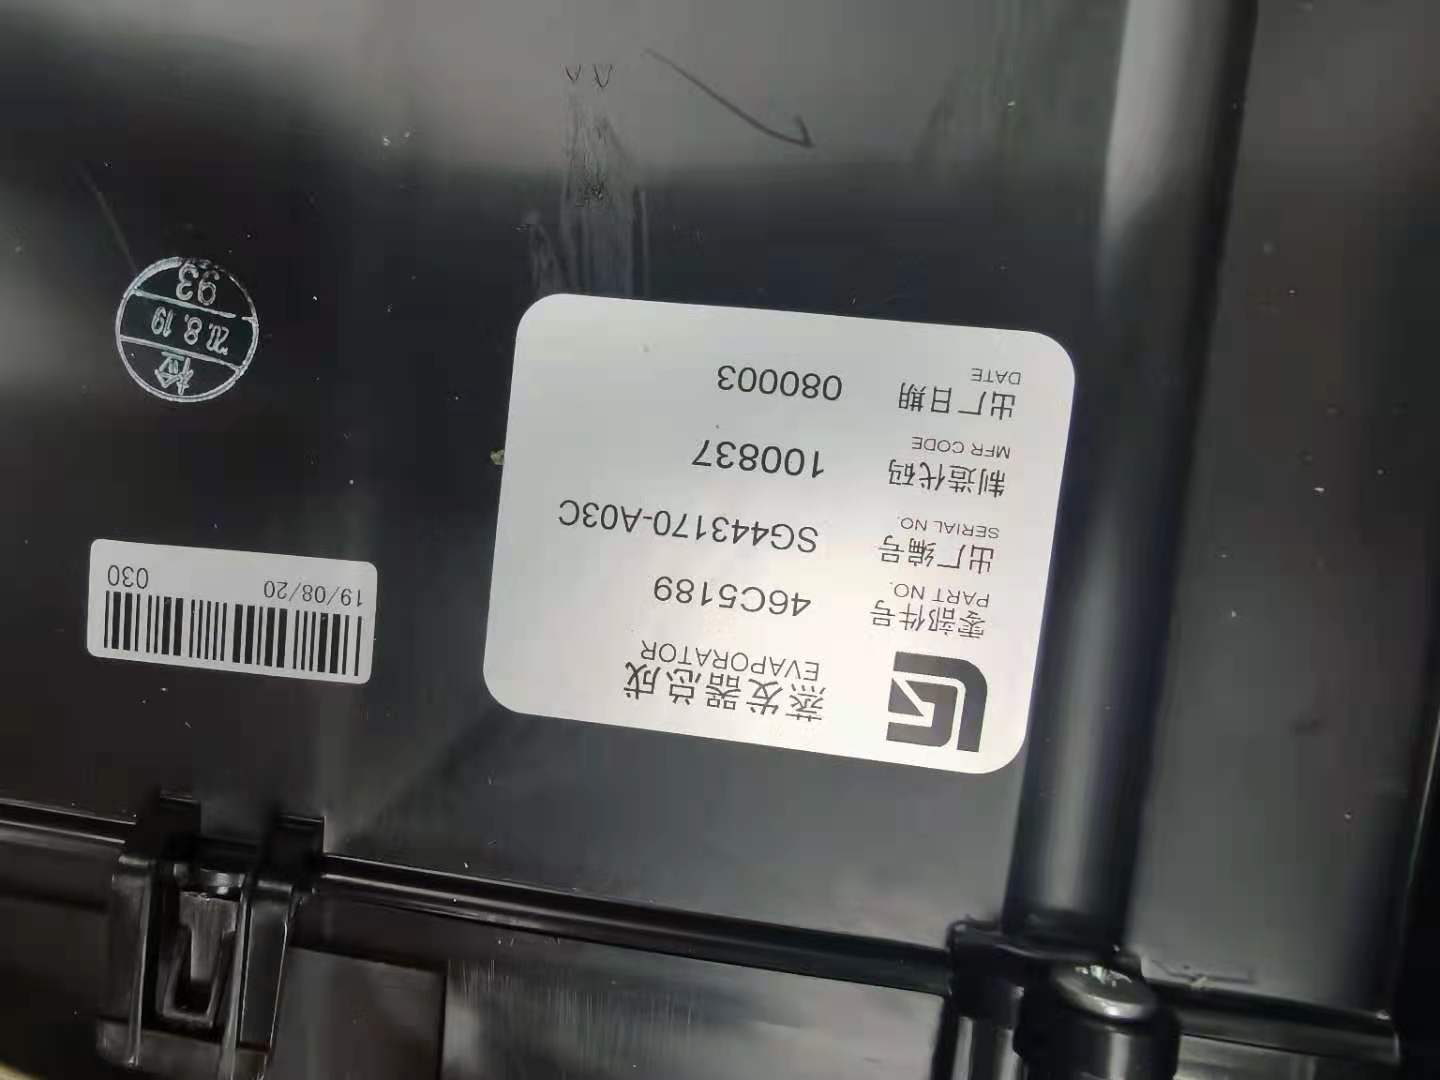 蒸发器总成
EVAPORATOR
零部件号 46C5189
PART NO.
出厂编号 SG443170-A03C
SERIAL NO.
制造代码 100837
MFR CODE
出厂日期 080003
DATE
19/08/20 030
检
'20.8.19
93